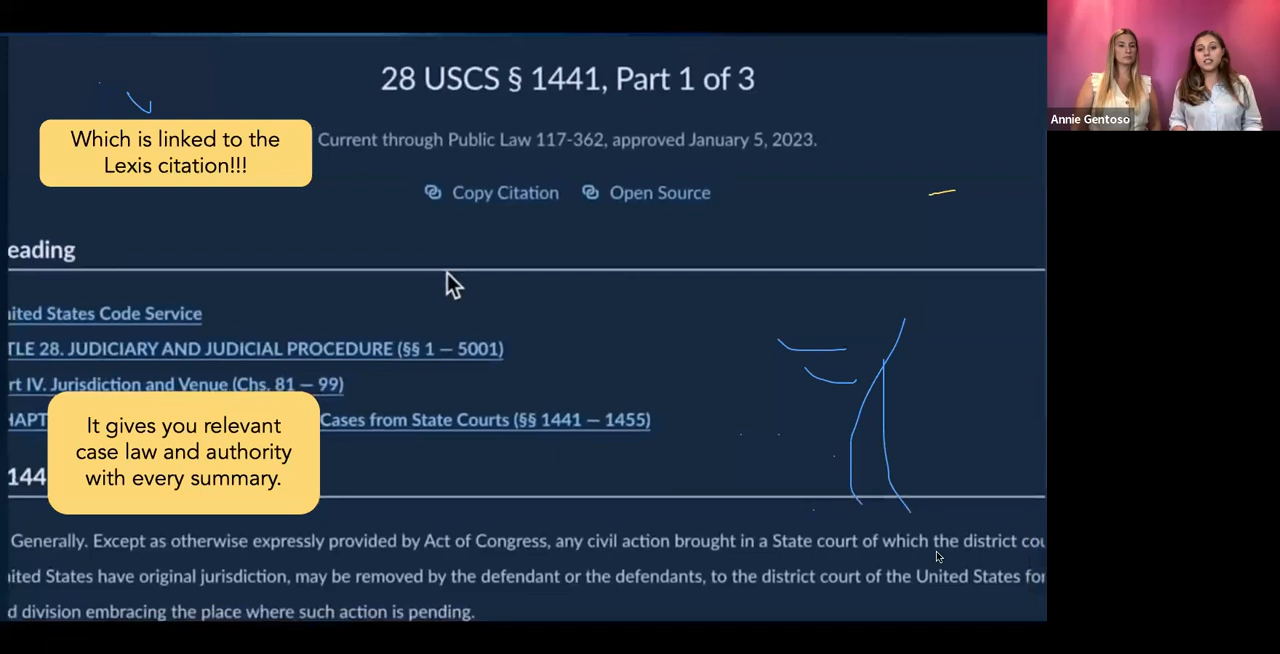 28 USCS § 1441, Part 1 of 3
Which is linked to the
Lexis citation!!!
Current through Public Law 117-362, approved January 5, 2023.
Copy Citation Open Source
eading
ited States Code Service
TLE 28. JUDICIARY AND JUDICIAL PROCEDURE (§§ 1 — 5001)
rt IV. Jurisdiction and Venue (Chs. 81 — 99)
HAPT Cases from State Courts (§§ 1441 — 1455)
It gives you relevant
case law and authority
with every summary.
144
Generally. Except as otherwise expressly provided by Act of Congress, any civil action brought in a State court of which the district cou
ited States have original jurisdiction, may be removed by the defendant or the defendants, to the district court of the United States for
d division embracing the place where such action is pending.
Annie Gentoso